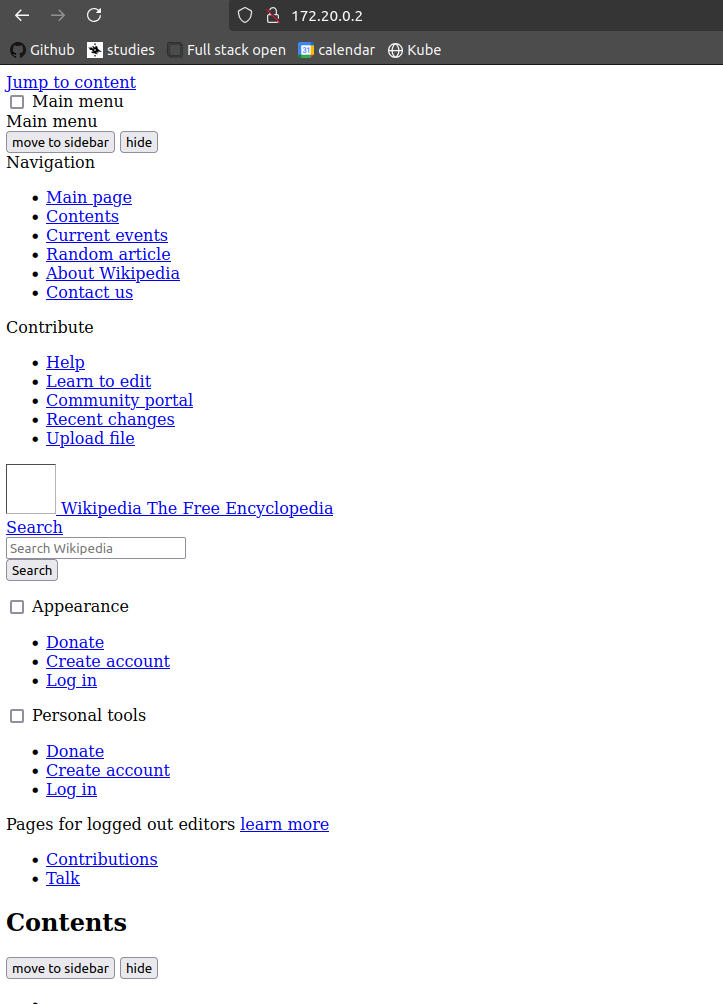 172.20.0.2
Github studies Full stack open 31 calendar Kube
Jump to content
Main menu
Main menu
move to sidebar hide
Navigation
Main page
Contents
Current events
Random article
About Wikipedia
Contact us
Contribute
Help
Learn to edit
Community portal
Recent changes
Upload file
Wikipedia The Free Encyclopedia
Search
Search Wikipedia
Search
Appearance
Donate
Create account
Log in
Personal tools
Donate
Create account
Log in
Pages for logged out editors learn more
Contributions
Talk
Contents
move to sidebar hide